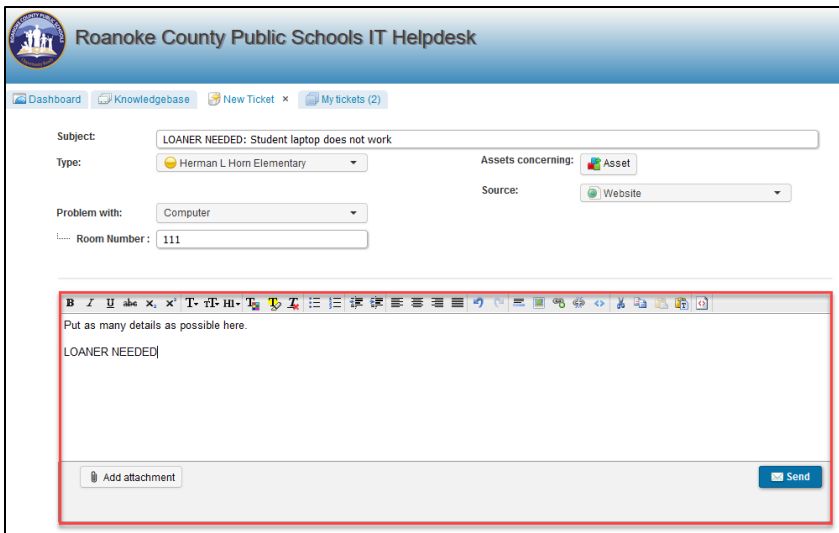 Roanoke County Public Schools IT Helpdesk
Dashboard Knowledgebase New Ticket × My tickets (2)
Subject: LOANER NEEDED: Student laptop does not work
Type: Herman L Horn Elementary Assets concerning: Asset
Source: Website
Problem with: Computer
Room Number : 111
Put as many details as possible here.
LOANER NEEDED
Add attachment Send